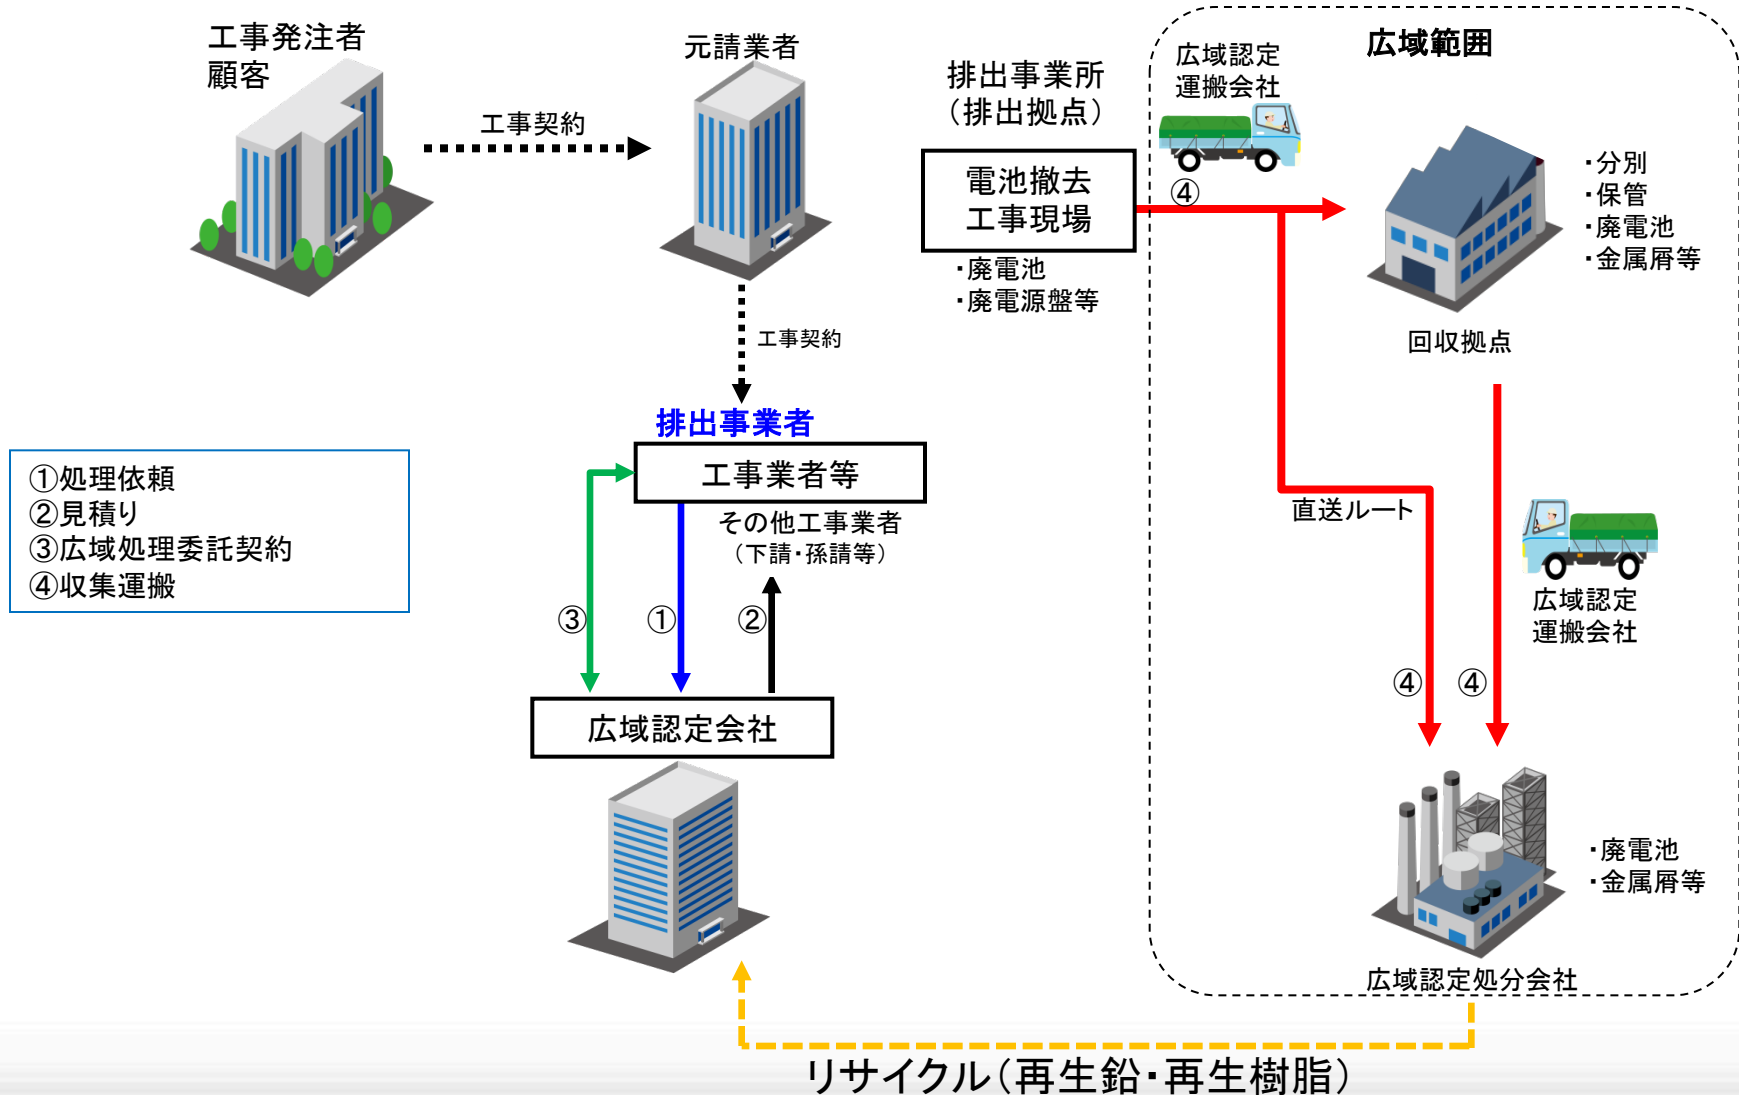 工事発注者
顧客
工事契約
元請業者
工事契約
排出事業者
工事業者等
その他工事業者
（下請・孫請等）
①処理依頼
②見積り
③広域処理委託契約
④収集運搬
③
①
②
広域認定会社
排出事業所
（排出拠点）
電池撤去
工事現場
・廃電池
・廃電源盤等
広域範囲
広域認定
運搬会社
④
・分別
・保管
・廃電池
・金属屑等
回収拠点
直送ルート
広域認定
運搬会社
④
④
・廃電池
・金属屑等
広域認定処分会社
リサイクル（再生鉛・再生樹脂）